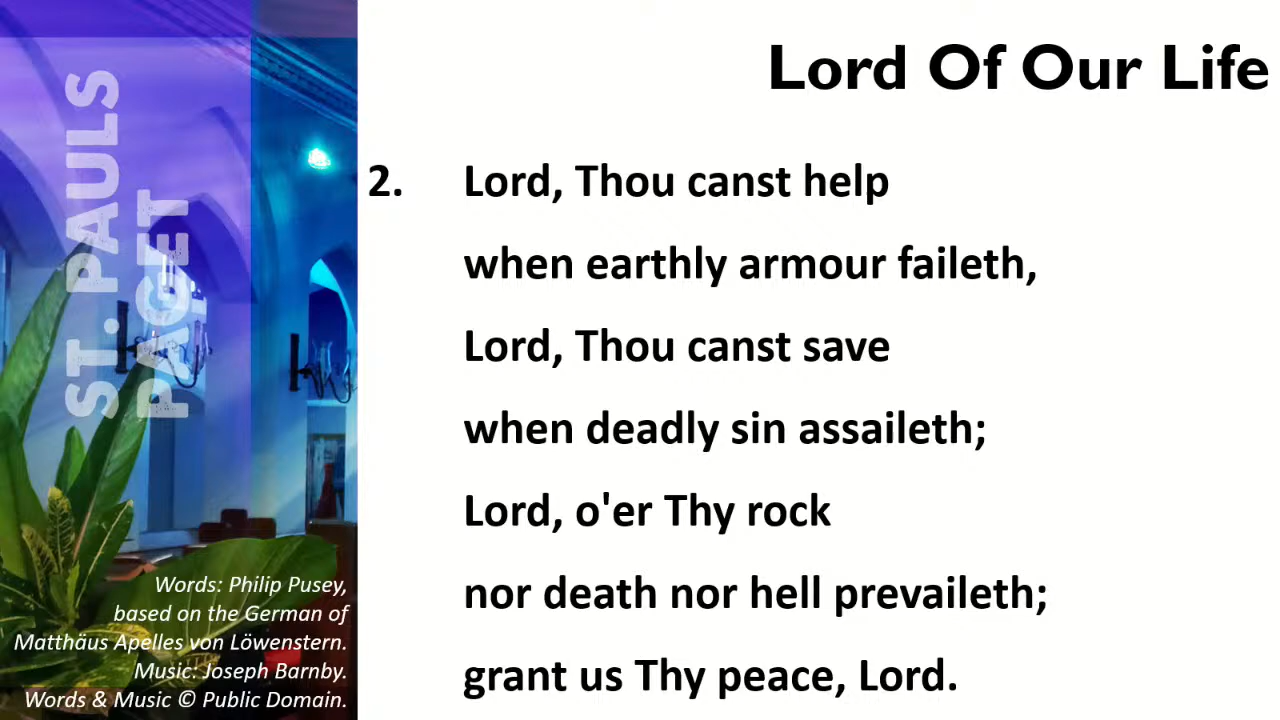 Lord Of Our Life
2. Lord, Thou canst help
when earthly armour faileth,
Lord, Thou canst save
when deadly sin assaileth;
Lord, o'er Thy rock
nor death nor hell prevaileth;
grant us Thy peace, Lord.
ST. PAULS
PAGET
Words: Philip Pusey,
based on the German of
Matthäus Apelles von Löwenstern.
Music: Joseph Barnby.
Words & Music © Public Domain.